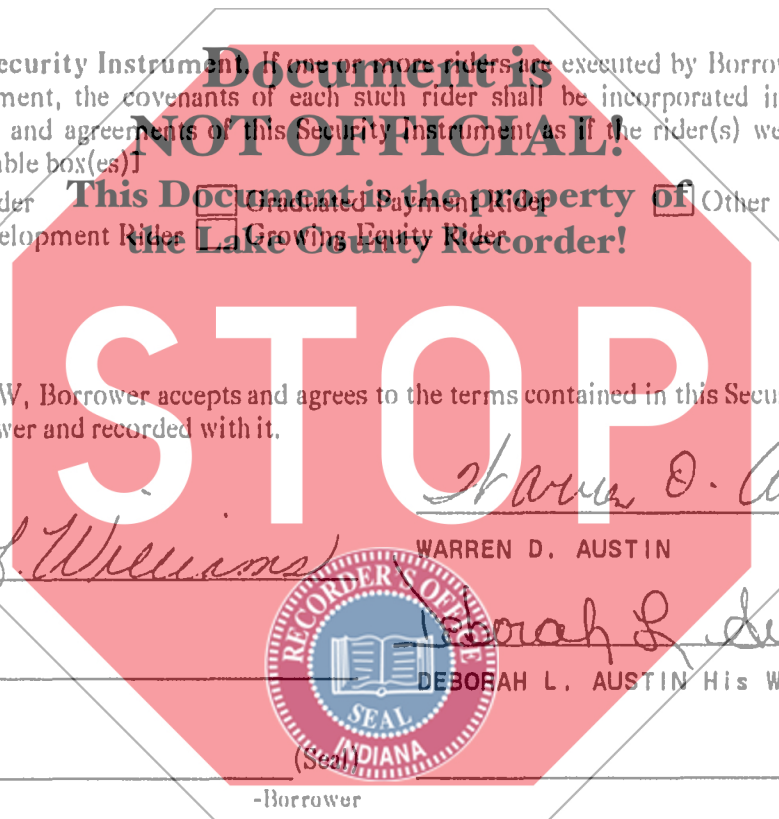 Document is
NOT OFFICIAL!
This Document is the property of
the Lake County Recorder!
STOP
ecurity Instrument. If one or more riders are executed by Borrow
ment, the covenants of each such rider shall be incorporated in
and agreements of this Security Instrument as if the rider(s) we
able box(es)]
der Graduated Payment Rider Other
elopment Rider Growing Equity Rider
W, Borrower accepts and agrees to the terms contained in this Secu
wer and recorded with it.
Warren D. A
WARREN D. AUSTIN
Williams
Deborah L.
DEBORAH L. AUSTIN His W
RECORDER'S OFFICE
SEAL
INDIANA
(Seal)
-Borrower